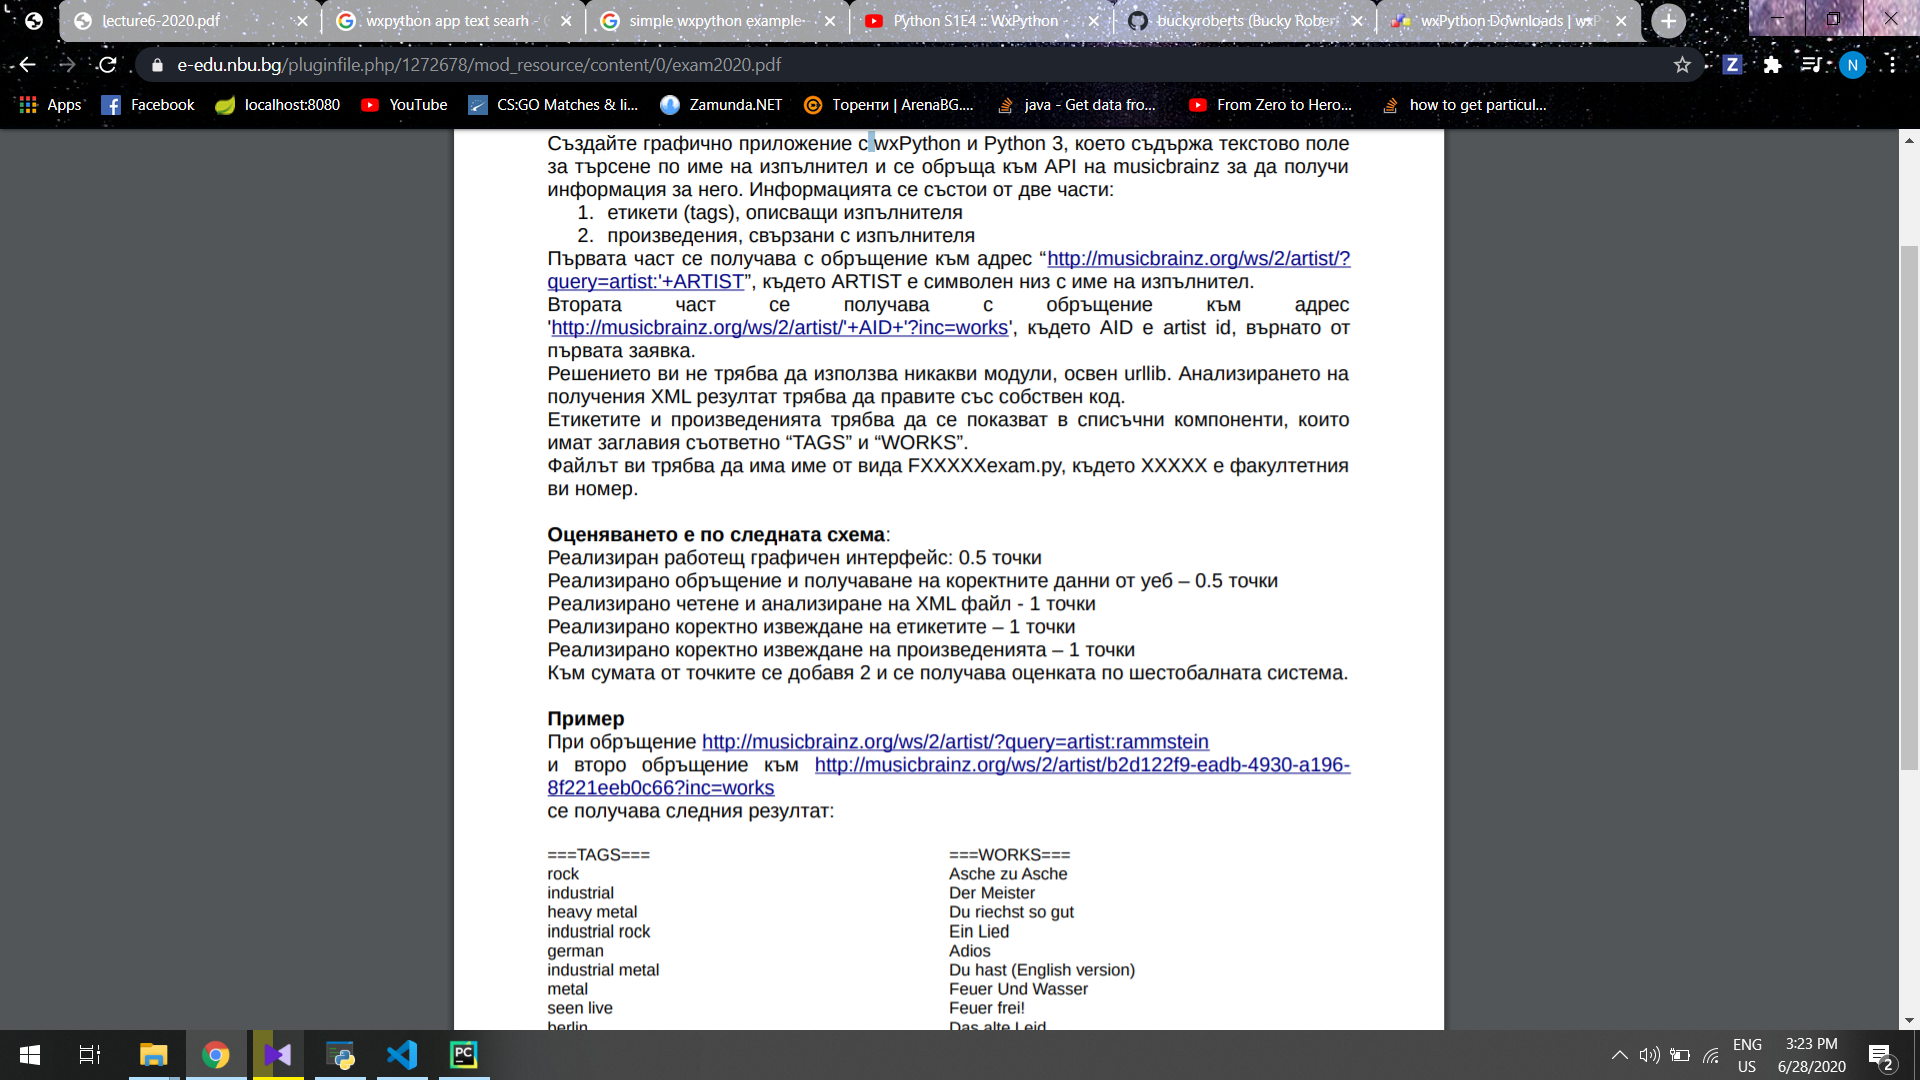 lecture6-2020.pdf
wxpython app text searh -
simple wxpython example-
Python S1E4 :: WxPython
buckyroberts (Bucky Rober
wxPython Downloads | wxP
e-edu.nbu.bg/pluginfile.php/1272678/mod_resource/content/0/exam2020.pdf
N
Apps
Facebook
localhost:8080
YouTube
CS:GO Matches & li...
Zamunda.NET
Торенти | ArenaBG....
java - Get data fro...
From Zero to Hero...
how to get particul...
Създайте графично приложение с wxPython и Python 3, което съдържа текстово поле
за търсене по име на изпълнител и се обръща към API на musicbrainz за да получи
информация за него. Информацията се състои от две части:
1. етикети (tags), описващи изпълнителя
2. произведения, свързани с изпълнителя
Първата част се получава с обръщение към адрес “http://musicbrainz.org/ws/2/artist/?
query=artist:'+ARTIST”, където ARTIST е символен низ с име на изпълнител.
Втората част се получава с обръщение към адрес
'http://musicbrainz.org/ws/2/artist/'+AID+'?inc=works', където AID е artist id, върнато от
първата заявка.
Решението ви не трябва да използва никакви модули, освен urllib. Анализирането на
получения XML резултат трябва да правите със собствен код.
Етикетите и произведенията трябва да се показват в списъчни компоненти, които
имат заглавия съответно “TAGS” и “WORKS”.
Файлът ви трябва да има име от вида FXXXXXexam.py, където XXXXX е факултетния
ви номер.
Оценяването е по следната схема:
Реализиран работещ графичен интерфейс: 0.5 точки
Реализирано обръщение и получаване на коректните данни от уеб – 0.5 точки
Реализирано четене и анализиране на XML файл - 1 точки
Реализирано коректно извеждане на етикетите – 1 точки
Реализирано коректно извеждане на произведенията – 1 точки
Към сумата от точките се добавя 2 и се получава оценката по шестобалната система.
Пример
При обръщение http://musicbrainz.org/ws/2/artist/?query=artist:rammstein
и второ обръщение към http://musicbrainz.org/ws/2/artist/b2d122f9-eadb-4930-a196-
8f221eeb0c66?inc=works
се получава следния резултат:
===TAGS===
rock
industrial
heavy metal
industrial rock
german
industrial metal
metal
seen live
berlin
===WORKS===
Asche zu Asche
Der Meister
Du riechst so gut
Ein Lied
Adios
Du hast (English version)
Feuer Und Wasser
Feuer frei!
Das alte Leid
ENG
US
3:23 PM
6/28/2020
2